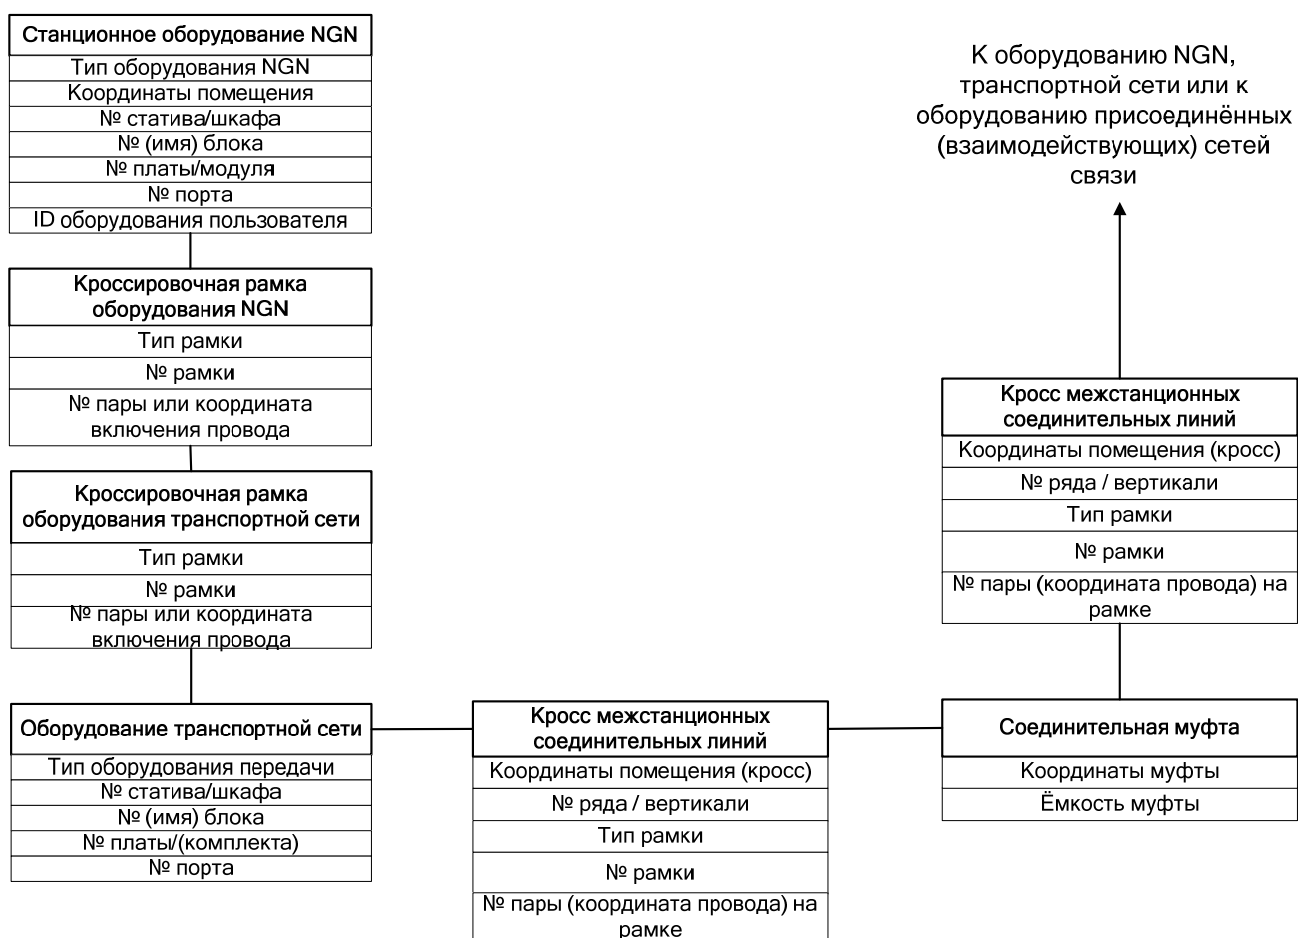 Станционное оборудование NGN
Тип оборудования NGN
Координаты помещения
№ статива/шкафа
№ (имя) блока
№ платы/модуля
№ порта
ID оборудования пользователя
Кроссировочная рамка
оборудования NGN
Тип рамки
№ рамки
№ пары или координата
включения провода
Кроссировочная рамка
оборудования транспортной сети
Тип рамки
№ рамки
№ пары или координата
включения провода
Оборудование транспортной сети
Тип оборудования передачи
№ статива/шкафа
№ (имя) блока
№ платы/(комплекта)
№ порта
Кросс межстанционных
соединительных линий
Координаты помещения (кросс)
№ ряда / вертикали
Тип рамки
№ рамки
№ пары (координата провода) на
рамке
Соединительная муфта
Координаты муфты
Ёмкость муфты
Кросс межстанционных
соединительных линий
Координаты помещения (кросс)
№ ряда / вертикали
Тип рамки
№ рамки
№ пары (координата провода) на
рамке
К оборудованию NGN,
транспортной сети или к
оборудованию присоединённых
(взаимодействующих) сетей
связи